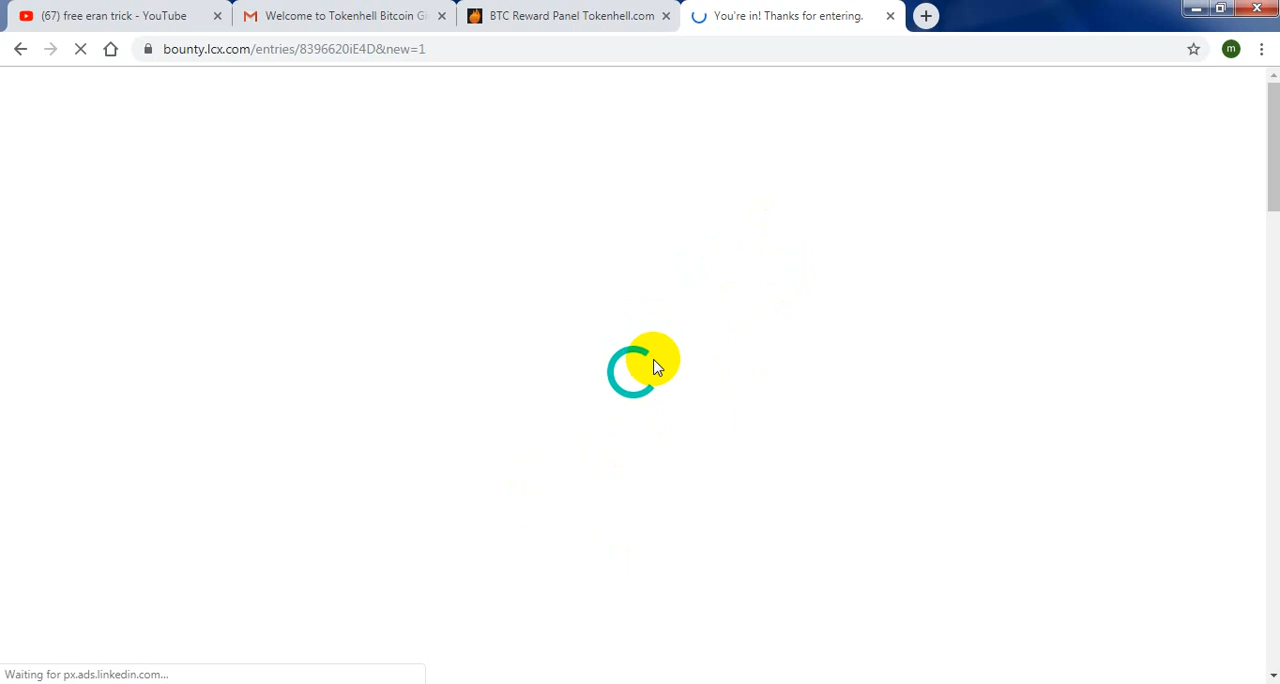 (67) free eran trick - YouTube
Welcome to Tokenhell Bitcoin Gi
BTC Reward Panel Tokenhell.com
You're in! Thanks for entering.
bounty.lcx.com/entries/8396620iE4D&new=1
m
Waiting for px.ads.linkedin.com...